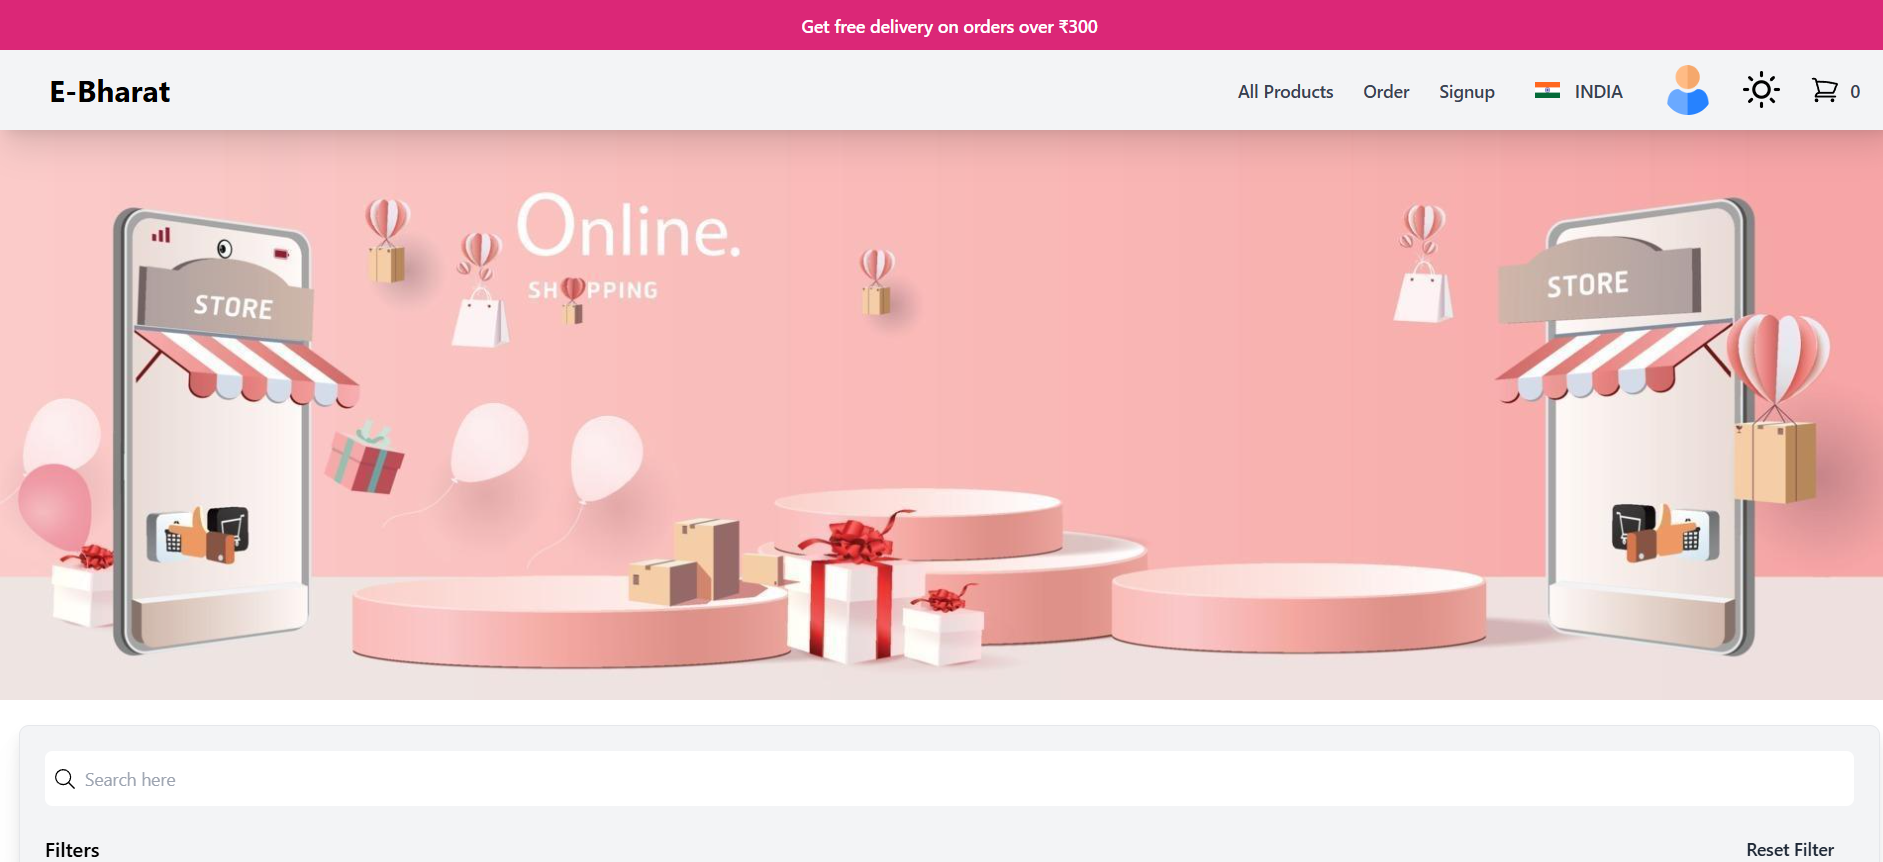 Get free delivery on orders over ₹300
E-Bharat
All Products Order Signup INDIA 0
Online.
SHOPPING
STORE
STORE
Search here
Filters Reset Filter